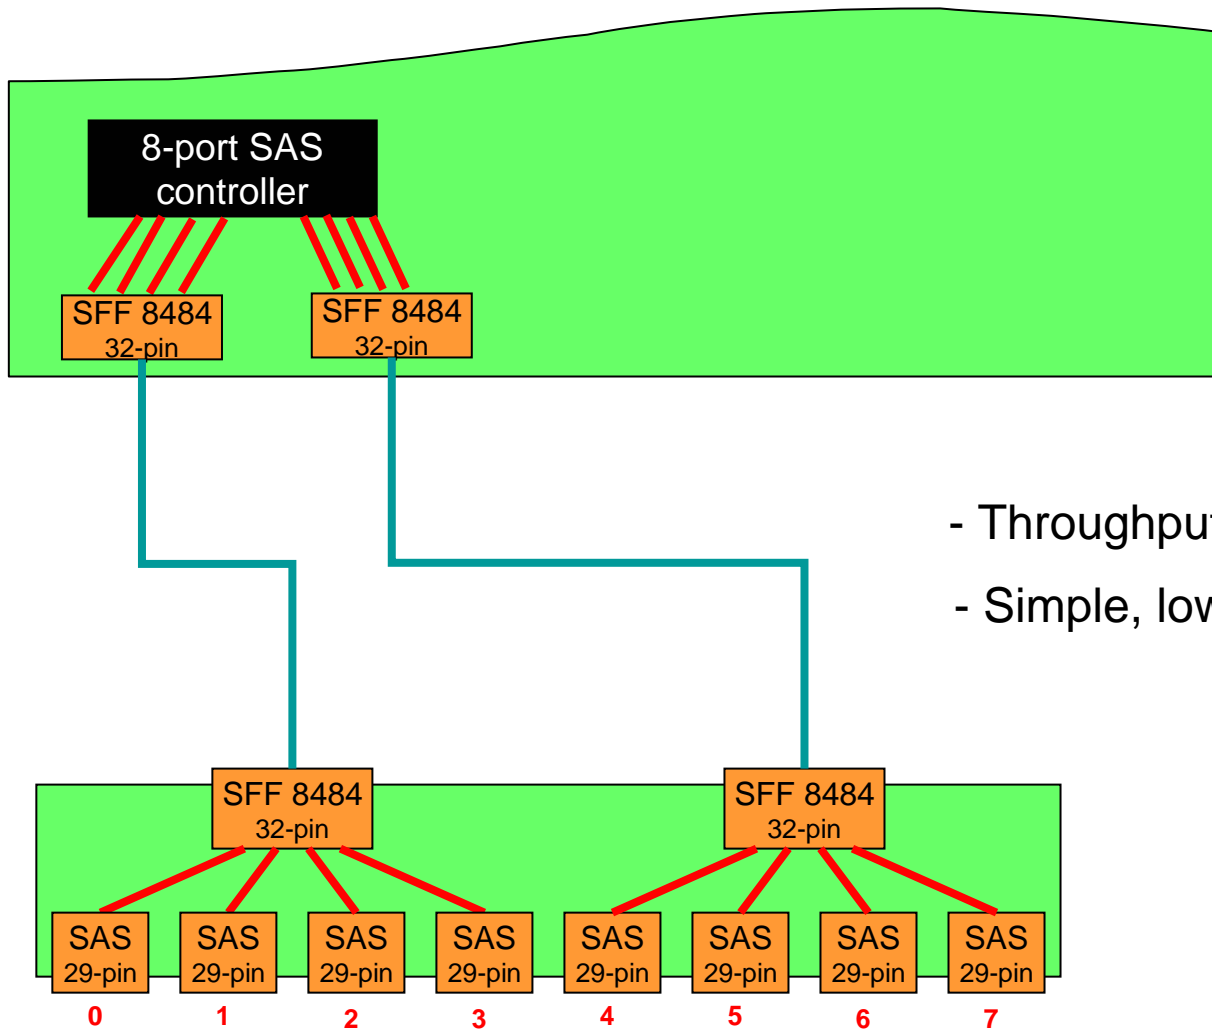 8-port SAS
controller
SFF 8484
32-pin
SFF 8484
32-pin
- Throughput
- Simple, low
SFF 8484
32-pin
SFF 8484
32-pin
SAS
29-pin
SAS
29-pin
SAS
29-pin
SAS
29-pin
SAS
29-pin
SAS
29-pin
SAS
29-pin
SAS
29-pin
0 1 2 3 4 5 6 7